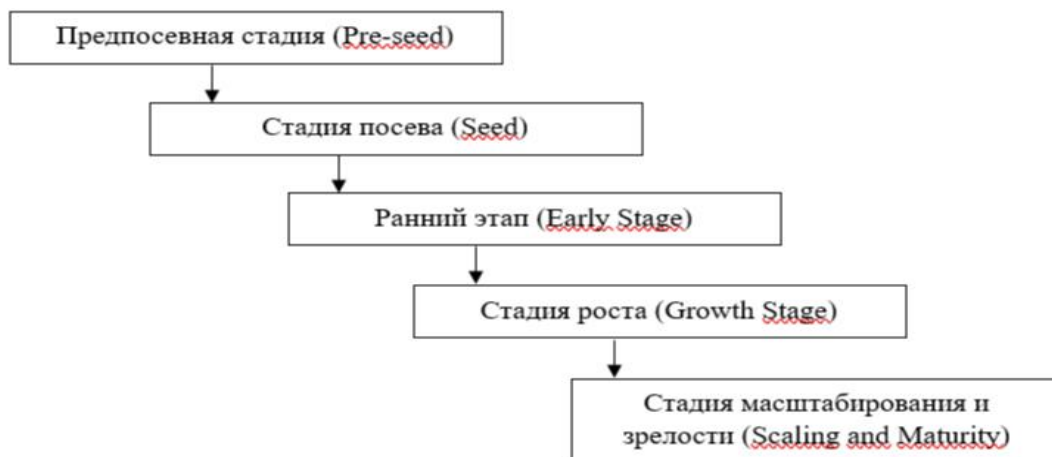 Предпосевная стадия (Pre-seed)
Стадия посева (Seed)
Ранний этап (Early Stage)
Стадия роста (Growth Stage)
Стадия масштабирования и
зрелости (Scaling and Maturity)